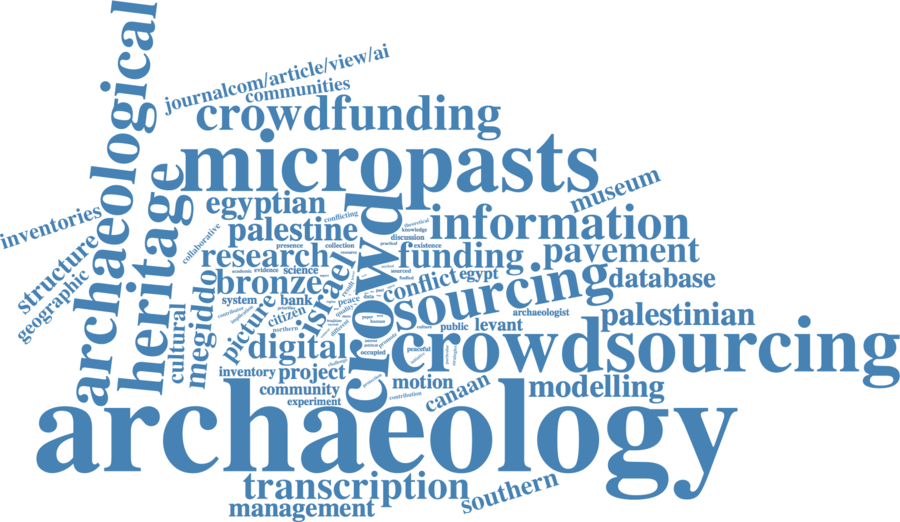 archaeological
journalcom/article/view/ai
communities
crowdfunding
micropasts
museum
heritage
inventories
egyptian
conflicting
theoretical
knowledge
information
collaborative
palestine
crowd
discussion
structure
presence
collection
practical
existence
research
funding
pavement
geographic
academic
evidence
science
israel
sourced
bronze
conflict
egypt
database
sourcing
megiddo
system
bank
peace
data
picture
citizen
archaeologist
palestinian
cultural
northern
culture
public
levant
digital
occupied
peaceful
crowdsourcing
inventory
project
community
motion
canaan
modelling
experiment
contribution
archaeology
transcription
management
southern